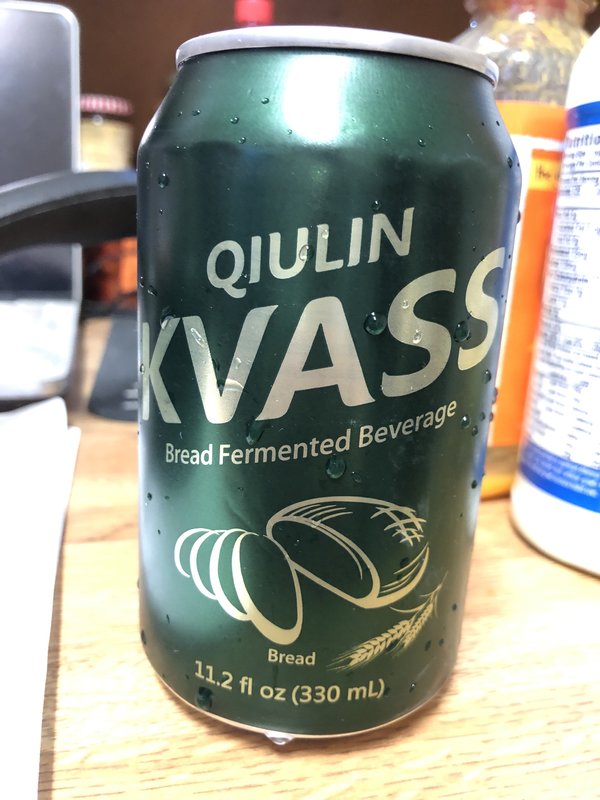 QIULIN
KVASS
Bread Fermented Beverage
Bread
11.2 fl oz (330 mL)